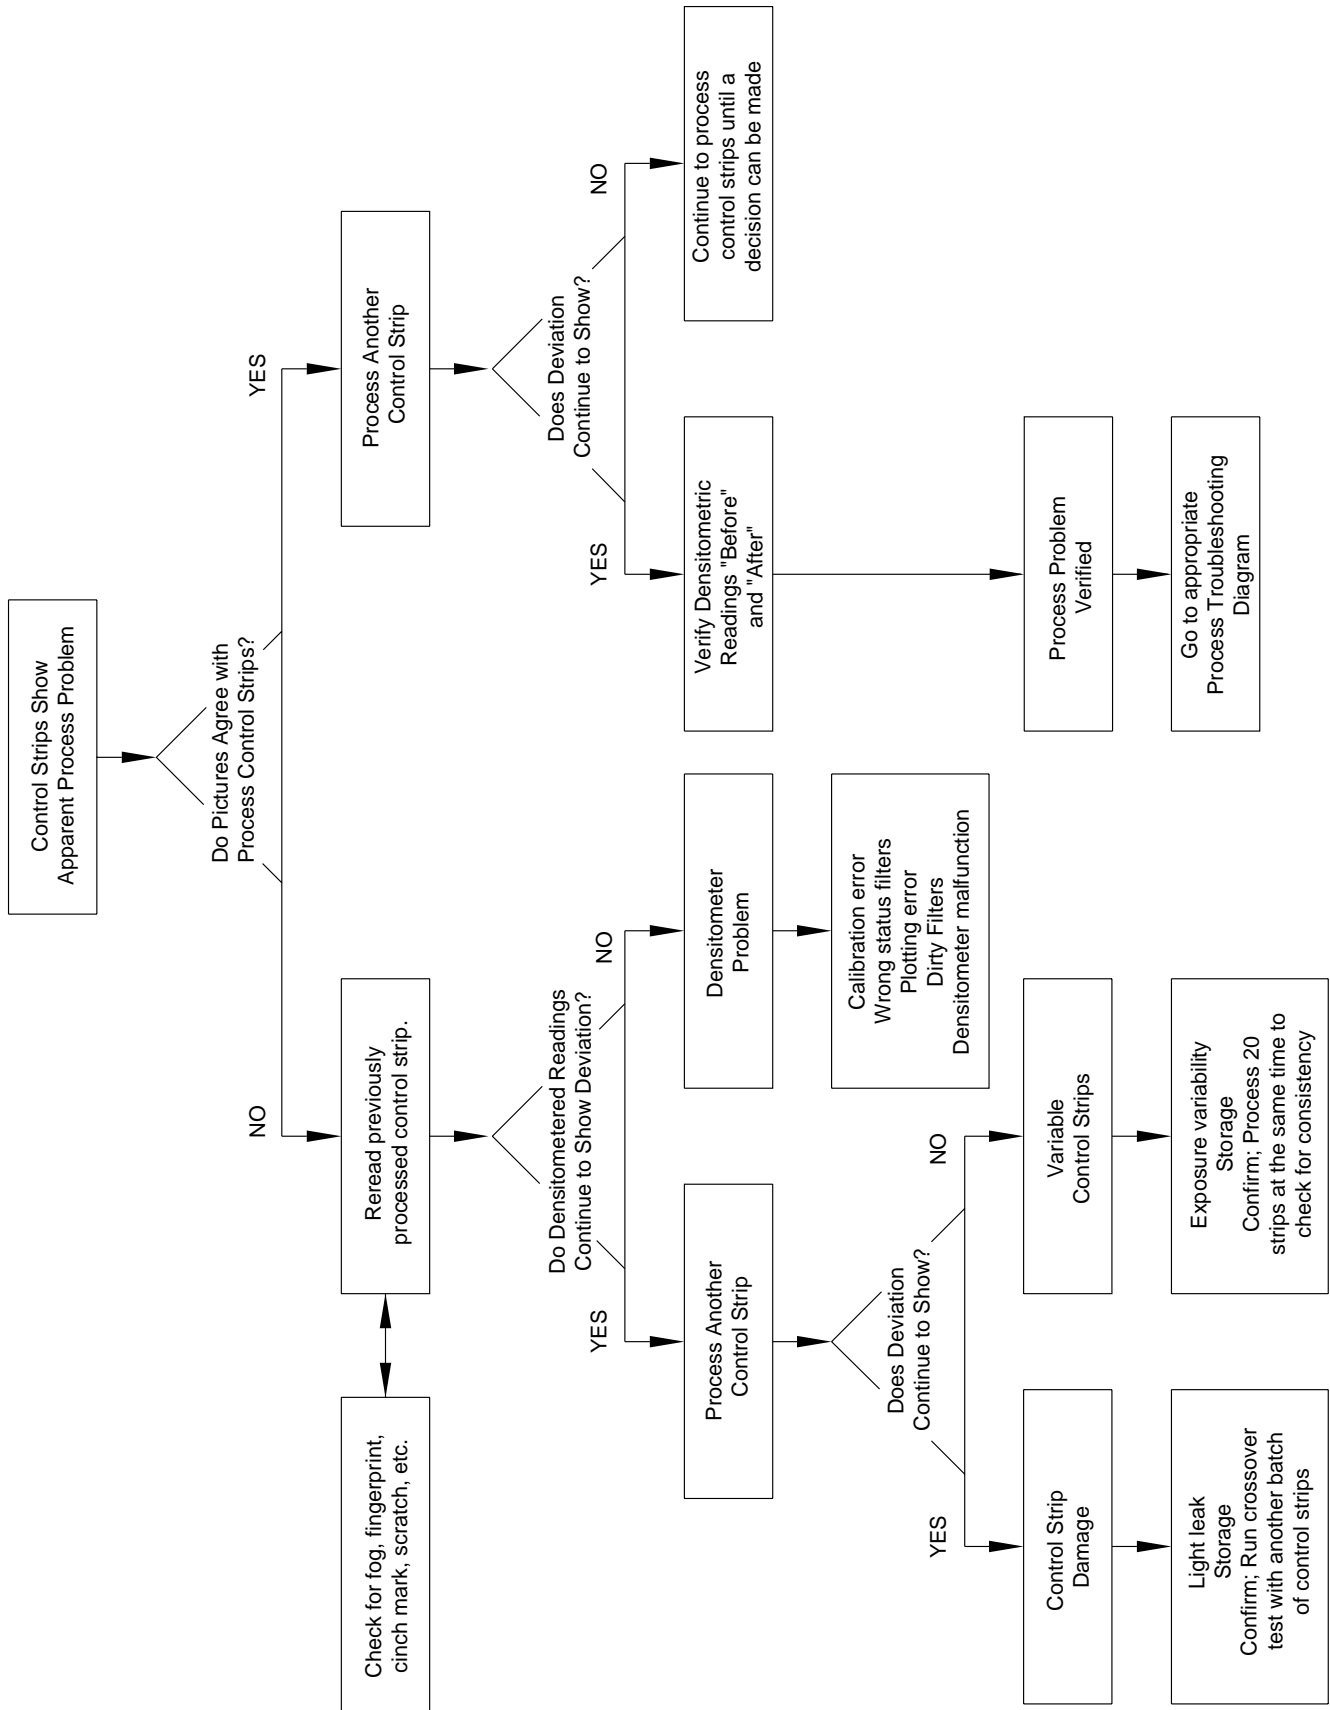 Control Strips Show
Apparent Process Problem
Do Pictures Agree with
Process Control Strips?
NO
YES
Check for fog, fingerprint,
cinch mark, scratch, etc.
Reread previously
processed control strip.
Process Another
Control Strip
Do Densitometered Readings
Continue to Show Deviation?
Does Deviation
Continue to Show?
YES
NO
YES
NO
Process Another
Control Strip
Densitometer
Problem
Verify Densitometric
Readings "Before"
and "After"
Continue to process
control strips until a
decision can be made
Does Deviation
Continue to Show?
Calibration error
Wrong status filters
Plotting error
Dirty Filters
Densitometer malfunction
YES
NO
Control Strip
Damage
Variable
Control Strips
Process Problem
Verified
Light leak
Storage
Confirm; Run crossover
test with another batch
of control strips
Exposure variability
Storage
Confirm; Process 20
strips at the same time to
check for consistency
Go to appropriate
Process Troubleshooting
Diagram